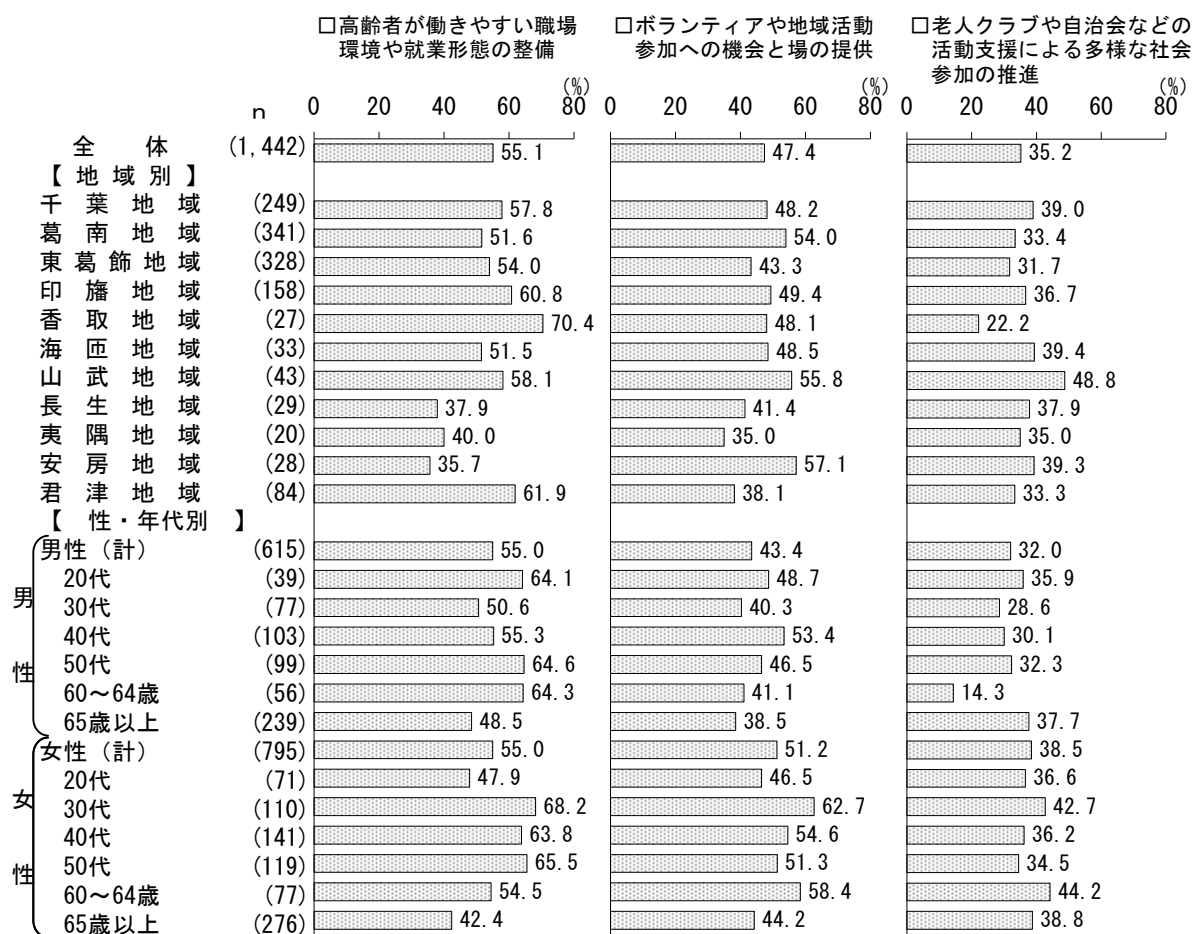 □高齢者が働きやすい職場
環境や就業形態の整備
□ボランティアや地域活動
参加への機会と場の提供
□老人クラブや自治会などの
活動支援による多様な社会
参加の推進
(%) (%) (%)
n 0 20 40 60 80 0 20 40 60 80 0 20 40 60 80
全体 (1,442) 55.1 47.4 35.2
【地域別】
千葉地域 (249) 57.8 48.2 39.0
葛南地域 (341) 51.6 54.0 33.4
東葛飾地域 (328) 54.0 43.3 31.7
印旛地域 (158) 60.8 49.4 36.7
香取地域 (27) 70.4 48.1 22.2
海匝地域 (33) 51.5 48.5 39.4
山武地域 (43) 58.1 55.8 48.8
長生地域 (29) 37.9 41.4 37.9
夷隅地域 (20) 40.0 35.0 35.0
安房地域 (28) 35.7 57.1 39.3
君津地域 (84) 61.9 38.1 33.3
【性・年代別】
男性
男性（計） (615) 55.0 43.4 32.0
20代 (39) 64.1 48.7 35.9
30代 (77) 50.6 40.3 28.6
40代 (103) 55.3 53.4 30.1
50代 (99) 64.6 46.5 32.3
60～64歳 (56) 64.3 41.1 14.3
65歳以上 (239) 48.5 38.5 37.7
女性
女性（計） (795) 55.0 51.2 38.5
20代 (71) 47.9 46.5 36.6
30代 (110) 68.2 62.7 42.7
40代 (141) 63.8 54.6 36.2
50代 (119) 65.5 51.3 34.5
60～64歳 (77) 54.5 58.4 44.2
65歳以上 (276) 42.4 44.2 38.8